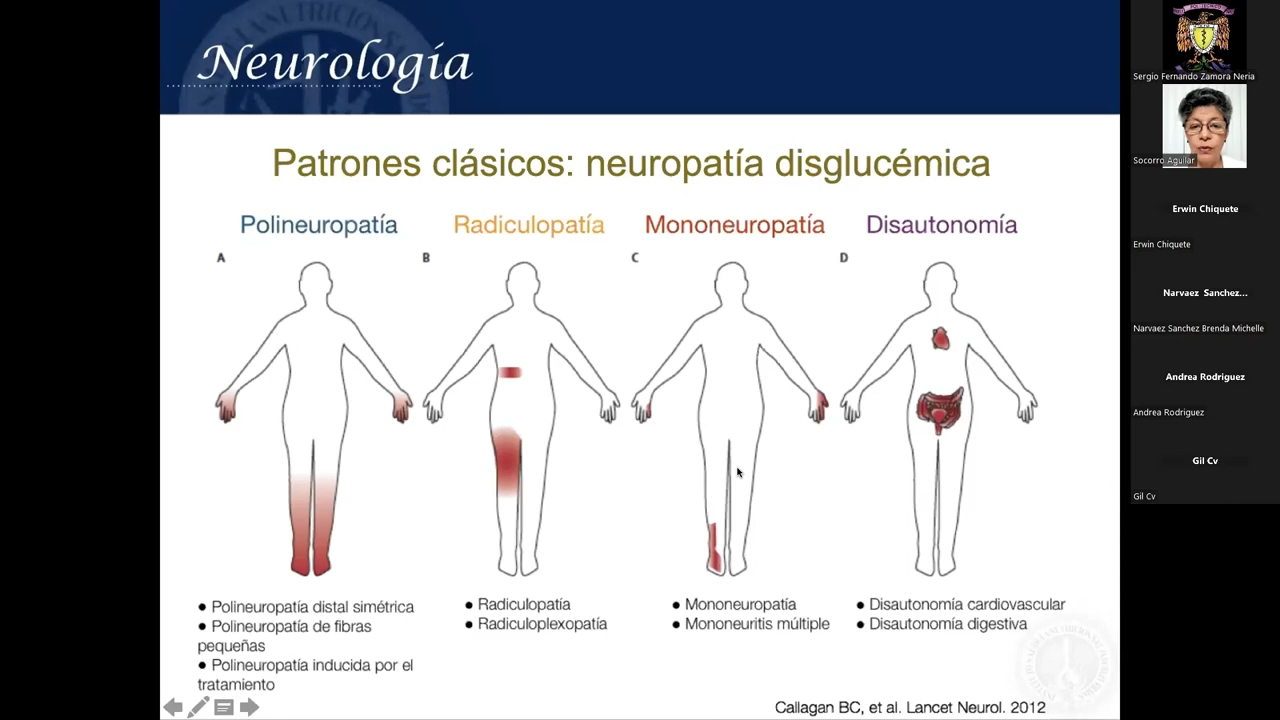 Neurología
Patrones clásicos: neuropatía disglucémica
Polineuropatía
Radiculopatía
Mononeuropatía
Disautonomía
A
B
C
D
● Polineuropatía distal simétrica
● Polineuropatía de fibras
pequeñas
● Polineuropatía inducida por el
tratamiento
● Radiculopatía
● Radiculoplexopatía
● Mononeuropatía
● Mononeuritis múltiple
● Disautonomía cardiovascular
● Disautonomía digestiva
Callagan BC, et al. Lancet Neurol. 2012
Sergio Fernando Zamora Neria
Socorro Aguilar
Erwin Chiquete
Erwin Chiquete
Narvaez Sanchez...
Narvaez Sanchez Brenda Michelle
Andrea Rodriguez
Andrea Rodriguez
Gil Cv
Gil Cv